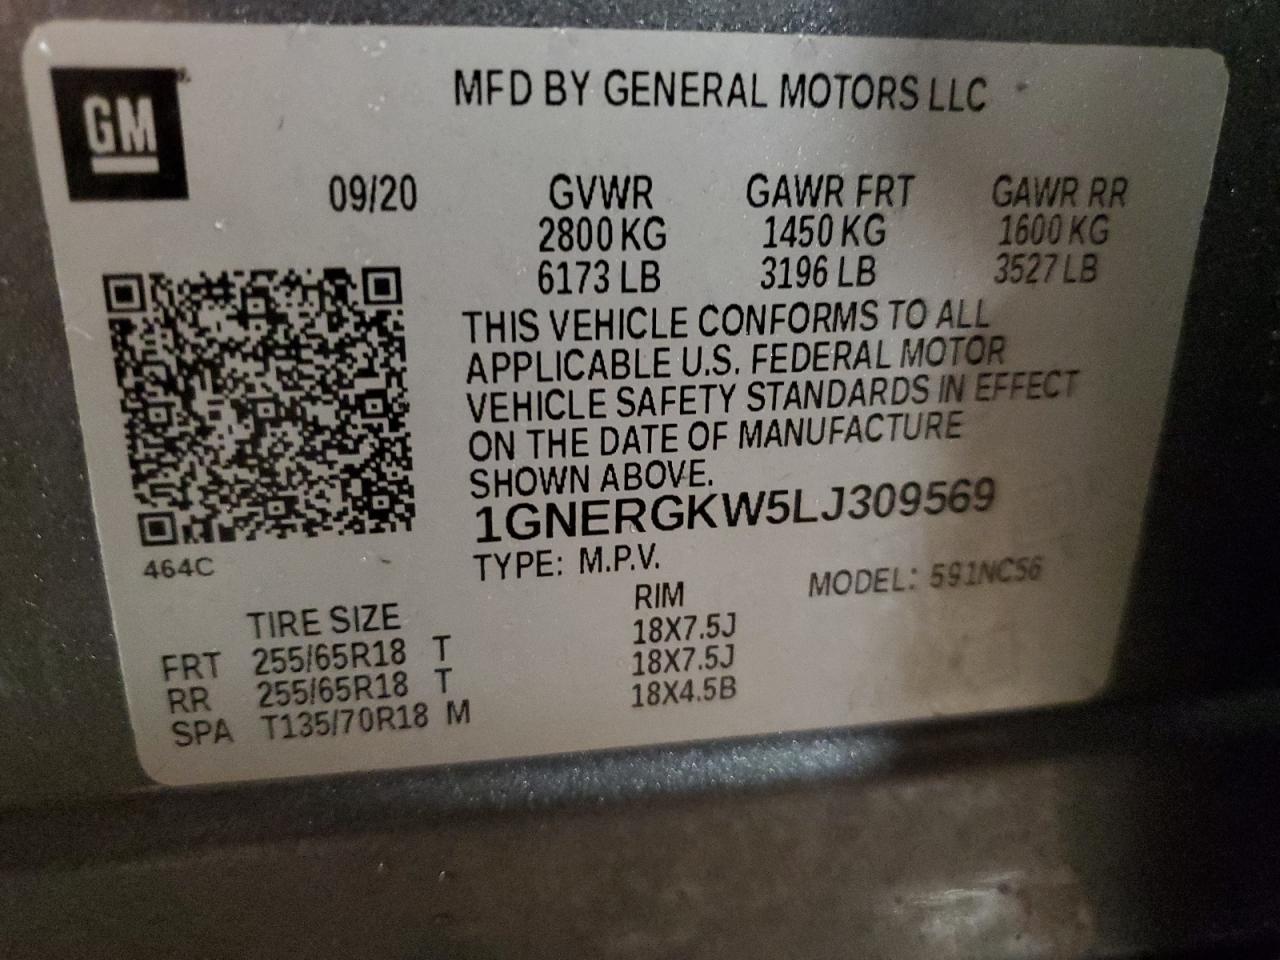 GM
MFD BY GENERAL MOTORS LLC
09/20 GVWR GAWR FRT GAWR RR
2800 KG 1450 KG 1600 KG
6173 LB 3196 LB 3527 LB
THIS VEHICLE CONFORMS TO ALL
APPLICABLE U.S. FEDERAL MOTOR
VEHICLE SAFETY STANDARDS IN EFFECT
ON THE DATE OF MANUFACTURE
SHOWN ABOVE.
1GNERGKW5LJ309569
464C
TYPE: M.P.V. MODEL: 591NC56
TIRE SIZE RIM
FRT 255/65R18 T 18X7.5J
RR 255/65R18 T 18X7.5J
SPA T135/70R18 M 18X4.5B